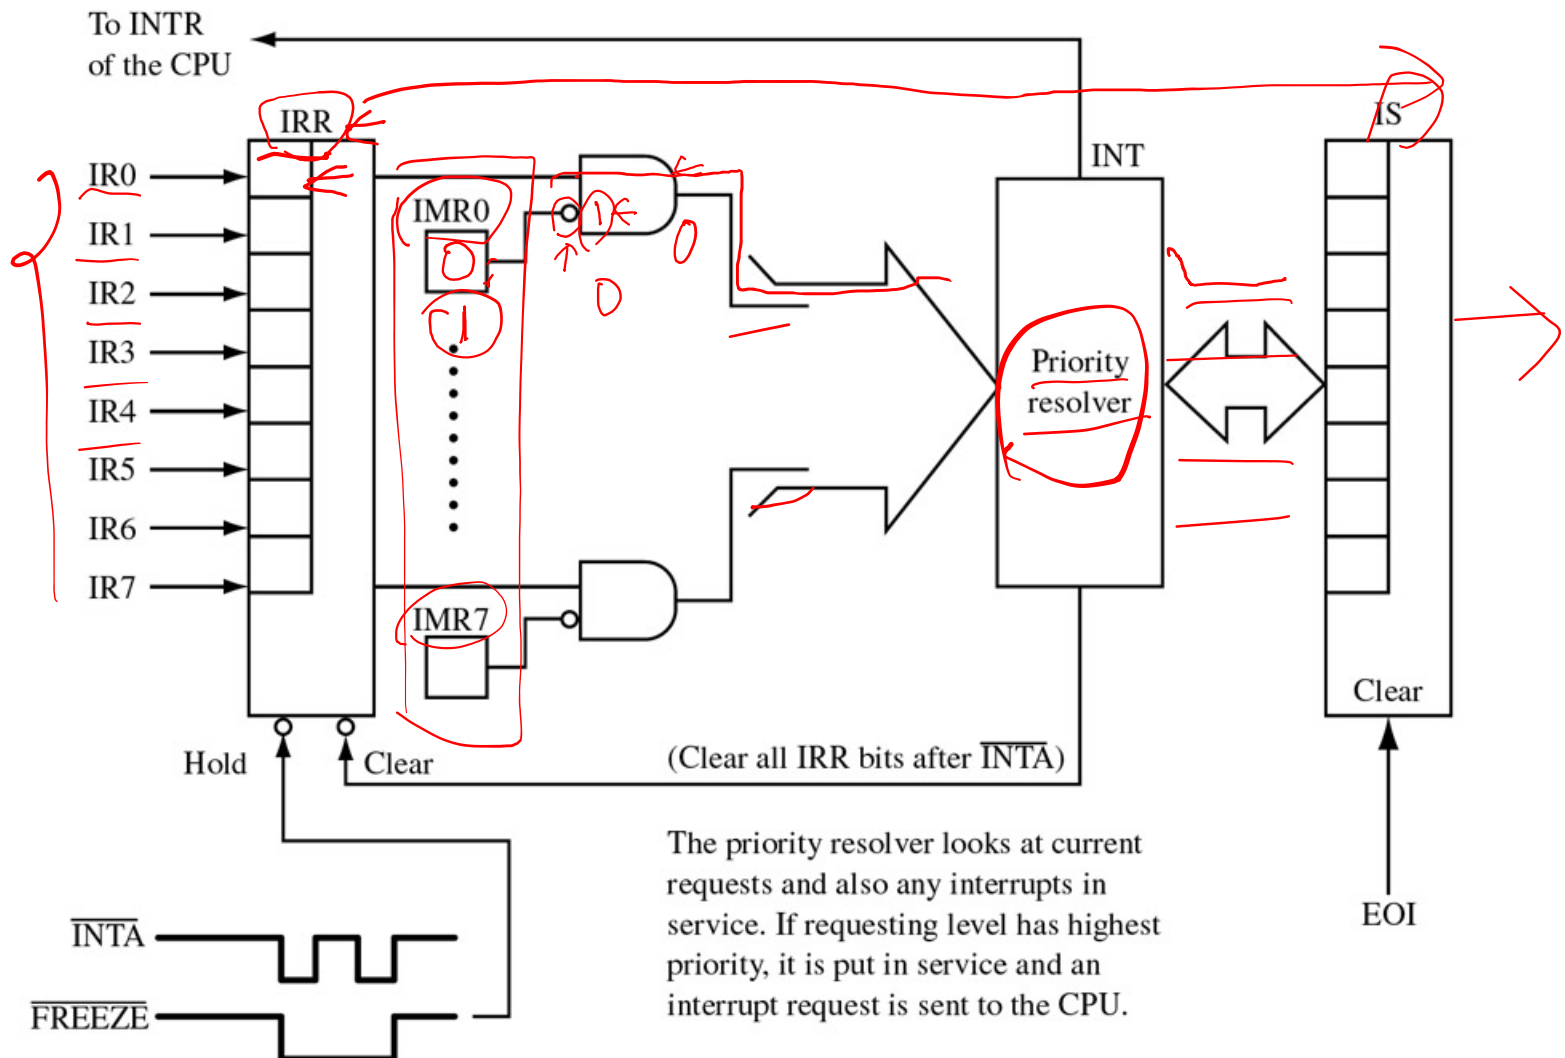 To INTR
of the CPU
IRR
IS
INT
IR0
IR1
IR2
IR3
IR4
IR5
IR6
IR7
IMR0
0
1
1
0
0
Priority
resolver
IMR7
Clear
Hold
Clear
(Clear all IRR bits after INTA)
The priority resolver looks at current
requests and also any interrupts in
service. If requesting level has highest
priority, it is put in service and an
interrupt request is sent to the CPU.
EOI
INTA
FREEZE